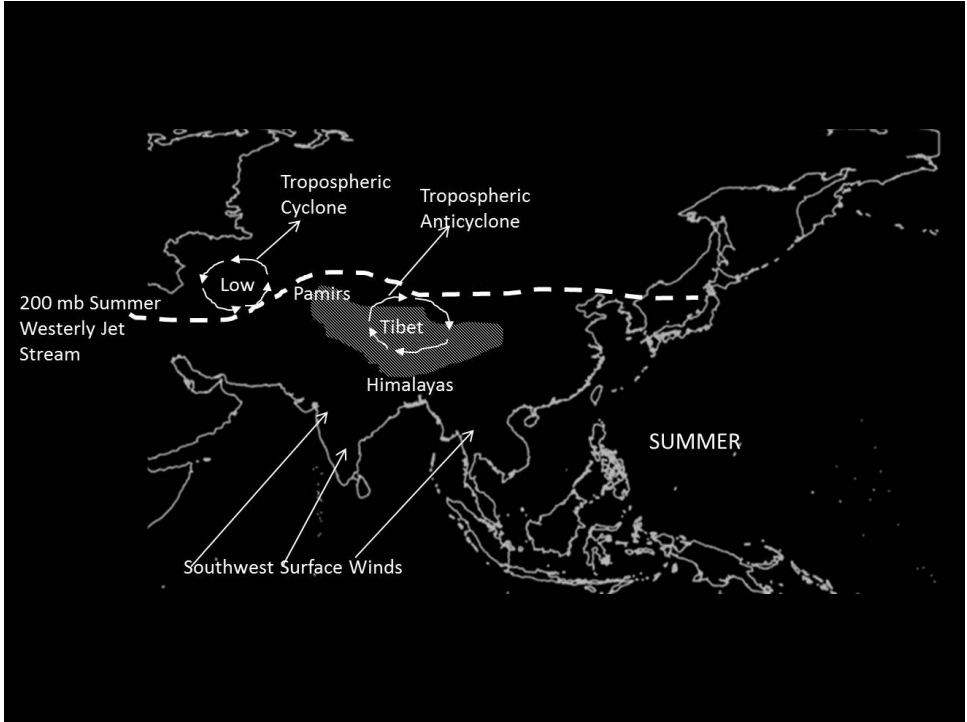 Tropospheric
Cyclone
Tropospheric
Anticyclone
Low
Pamirs
200 mb Summer
Westerly Jet
Stream
Tibet
Himalayas
SUMMER
Southwest Surface Winds